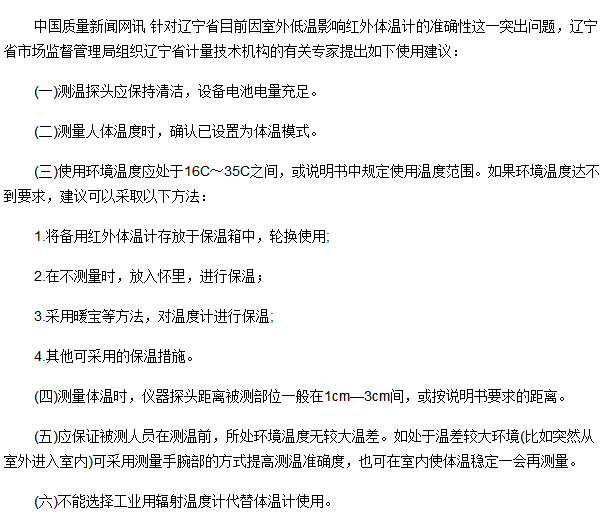 中国质量新闻网讯 针对辽宁省目前因室外低温影响红外体温计的准确性这一突出问题，辽宁
省市场监督管理局组织辽宁省计量技术机构的有关专家提出如下使用建议：
(一)测温探头应保持清洁，设备电池电量充足。
(二)测量人体温度时，确认已设置为体温模式。
(三)使用环境温度应处于16C～35C之间，或说明书中规定使用温度范围。如果环境温度达不
到要求，建议可以采取以下方法：
1.将备用红外体温计存放于保温箱中，轮换使用;
2.在不测量时，放入怀里，进行保温；
3.采用暖宝等方法，对温度计进行保温;
4.其他可采用的保温措施。
(四)测量体温时，仪器探头距离被测部位一般在1cm—3cm间，或按说明书要求的距离。
(五)应保证被测人员在测温前，所处环境温度无较大温差。如处于温差较大环境(比如突然从
室外进入室内)可采用测量手腕部的方式提高测温准确度，也可在室内使体温稳定一会再测量。
(六)不能选择工业用辐射温度计代替体温计使用。